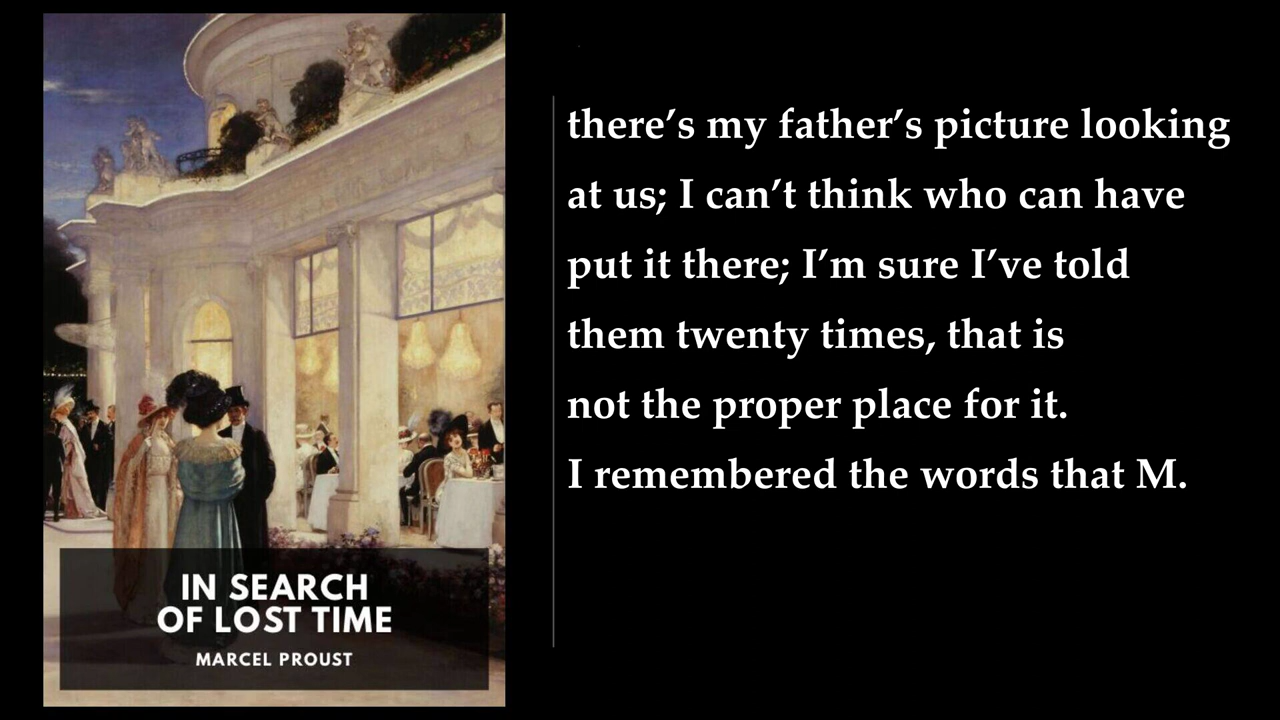 there’s my father’s picture looking
at us; I can’t think who can have
put it there; I’m sure I’ve told
them twenty times, that is
not the proper place for it.
I remembered the words that M.
IN SEARCH
OF LOST TIME
MARCEL PROUST